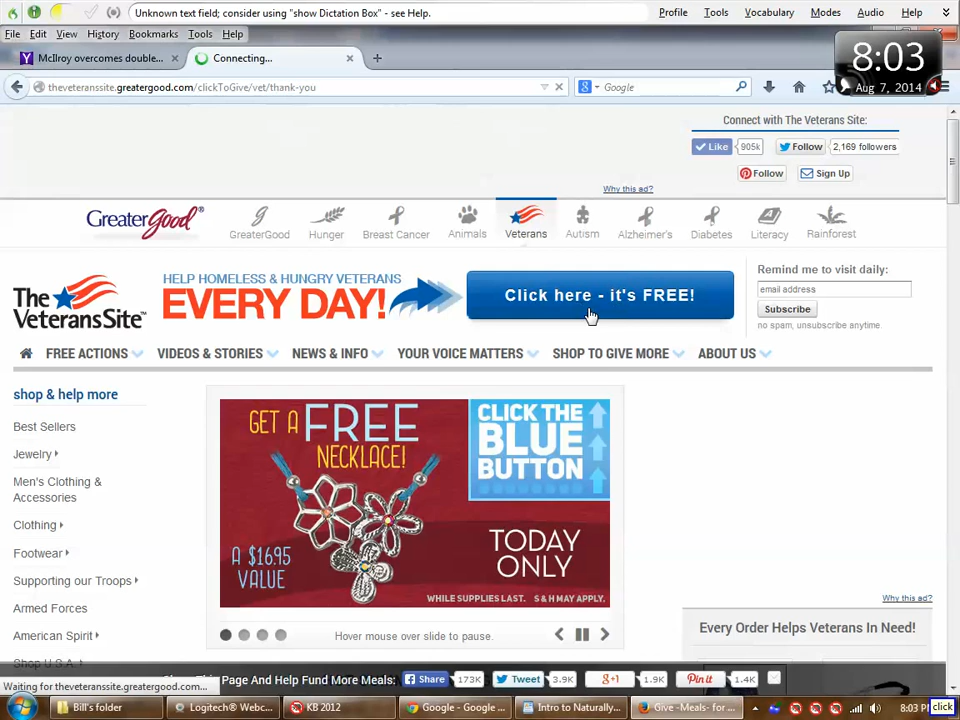 Unknown text field; consider using "show Dictation Box" - see Help.
Profile Tools Vocabulary Modes Audio Help
File Edit View History Bookmarks Tools Help
McIlroy overcomes double...
Connecting...
8:03
Aug 7, 2014
theveteranssite.greatergood.com/clickToGive/vet/thank-you
Google
Connect with The Veterans Site:
Like 905k Follow 2,169 followers
Follow Sign Up
Why this ad?
GreaterGood
GreaterGood Hunger Breast Cancer Animals Veterans Autism Alzheimer's Diabetes Literacy Rainforest
The Veterans Site
HELP HOMELESS & HUNGRY VETERANS
EVERY DAY!
Click here - it's FREE!
Remind me to visit daily:
email address
Subscribe
no spam, unsubscribe anytime
FREE ACTIONS VIDEOS & STORIES NEWS & INFO YOUR VOICE MATTERS SHOP TO GIVE MORE ABOUT US
shop & help more
Best Sellers
Jewelry
Men's Clothing &
Accessories
Clothing
Footwear
Supporting our Troops
Armed Forces
American Spirit
Shop U.S.A.
GET A FREE
NECKLACE!
A $16.95
VALUE
CLICK THE
BLUE
BUTTON
TODAY
ONLY
WHILE SUPPLIES LAST. S & H MAY APPLY.
Hover mouse over slide to pause.
Why this ad?
Every Order Helps Veterans In Need!
This Page And Help Fund More Meals: Share 173K Tweet 3.9K +1 1.9K Pin it 1.4K
Waiting for theveteranssite.greatergood.com...
Bill's folder Logitech® Webc... KB 2012 Google - Google ... Intro to Naturally... Give -Meals- for ... 8:03 PM click